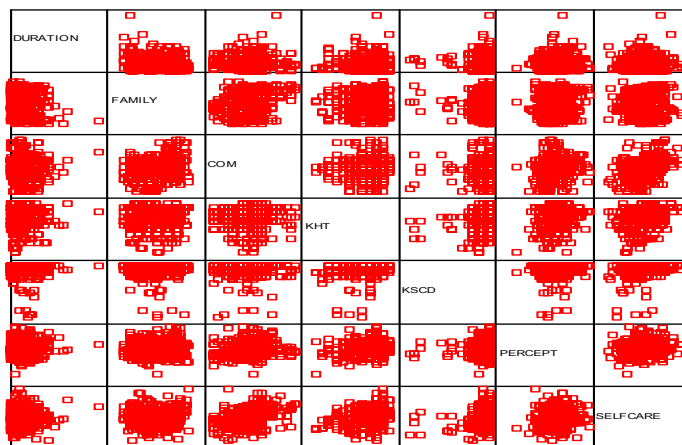 DURATION
FAMILY
COM
KHT
KSCD
PERCEPT
SELFCARE